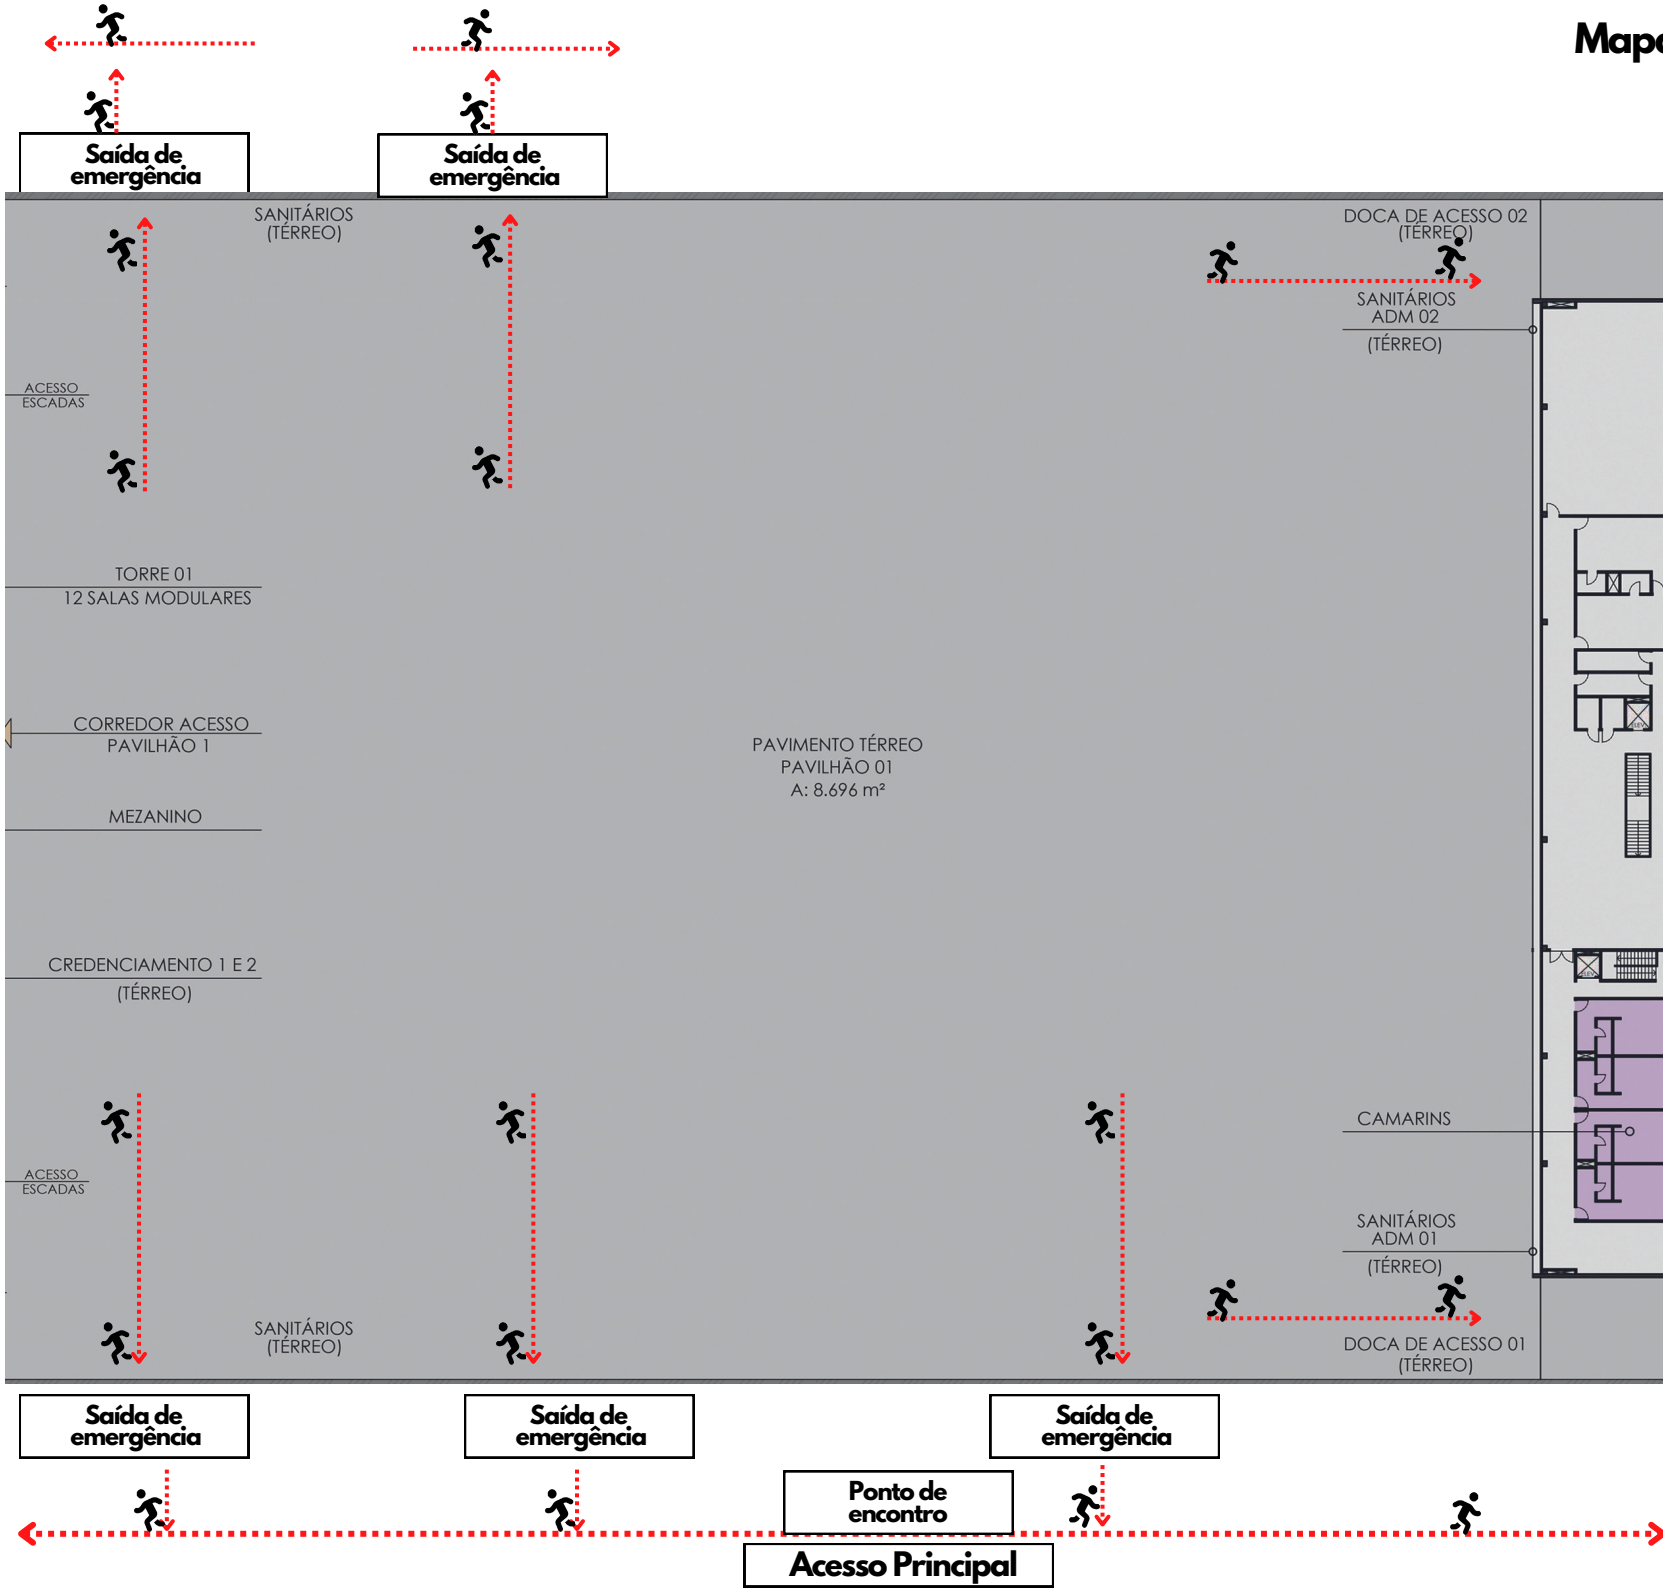 Mapa
Saída de
emergência
Saída de
emergência
SANITÁRIOS
(TÉRREO)
DOCA DE ACESSO 02
(TÉRREO)
SANITÁRIOS
ADM 02
(TÉRREO)
ACESSO
ESCADAS
TORRE 01
12 SALAS MODULARES
CORREDOR ACESSO
PAVILHÃO 1
ELEV
PAVIMENTO TÉRREO
PAVILHÃO 01
A: 8.696 m²
MEZANINO
CREDENCIAMENTO 1 E 2
(TÉRREO)
ELEV
CAMARINS
ACESSO
ESCADAS
SANITÁRIOS
ADM 01
(TÉRREO)
SANITÁRIOS
(TÉRREO)
DOCA DE ACESSO 01
(TÉRREO)
Saída de
emergência
Saída de
emergência
Saída de
emergência
Ponto de
encontro
Acesso Principal